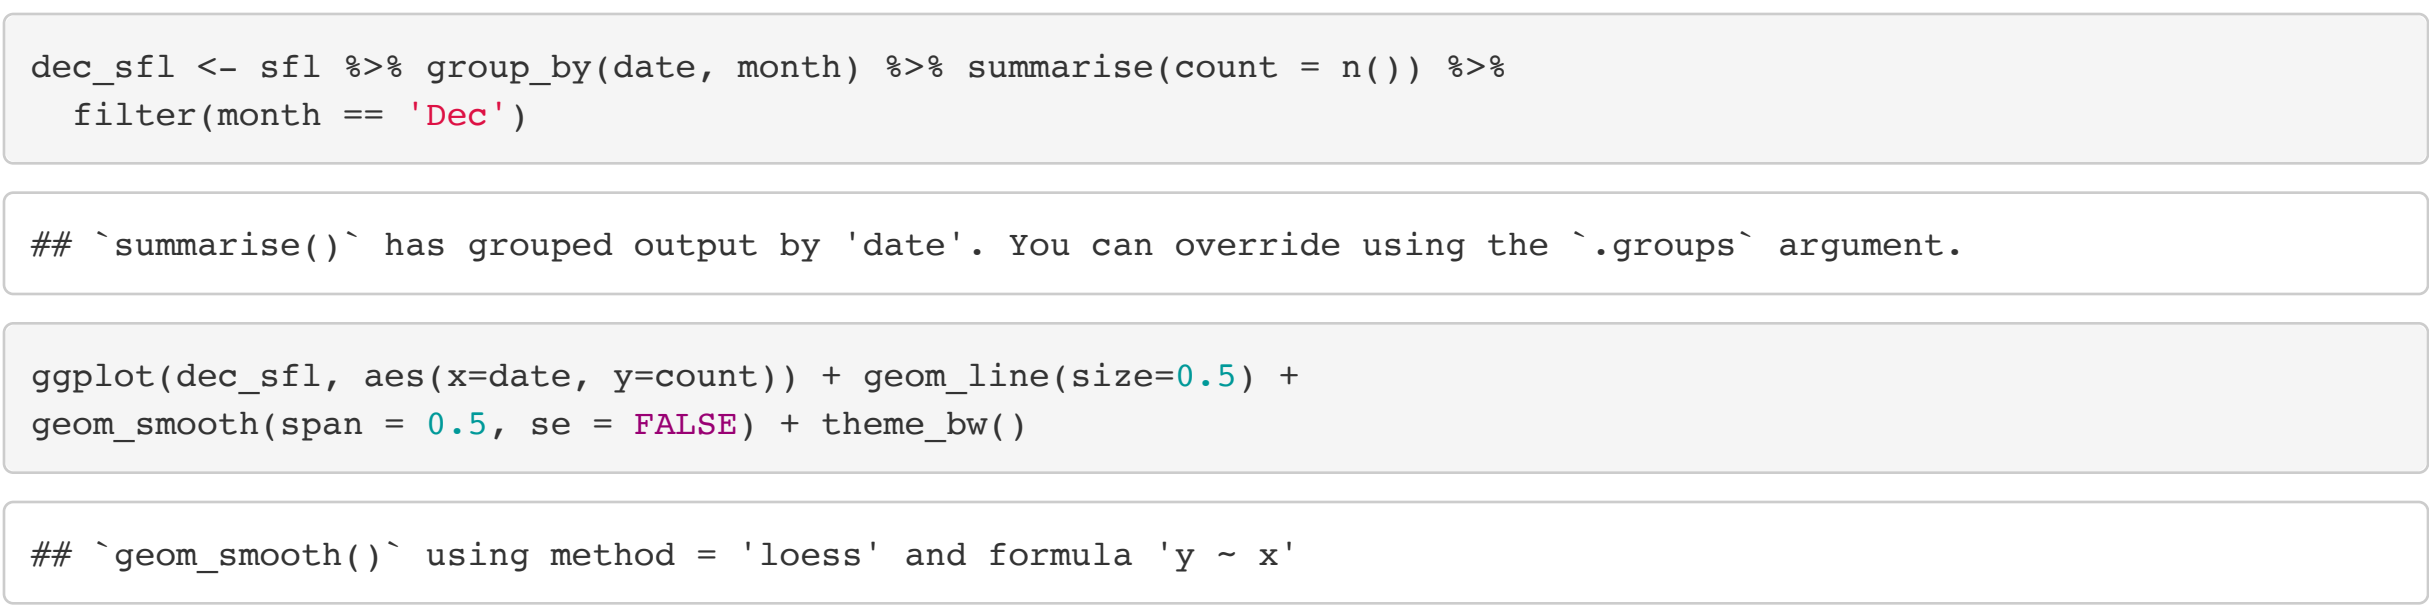 dec_sfl <- sfl %>% group_by(date, month) %>% summarise(count = n()) %>%
  filter(month == 'Dec')
## `summarise()` has grouped output by 'date'. You can override using the `.groups` argument.
ggplot(dec_sfl, aes(x=date, y=count)) + geom_line(size=0.5) +
geom_smooth(span = 0.5, se = FALSE) + theme_bw()
## `geom_smooth()` using method = 'loess' and formula 'y ~ x'